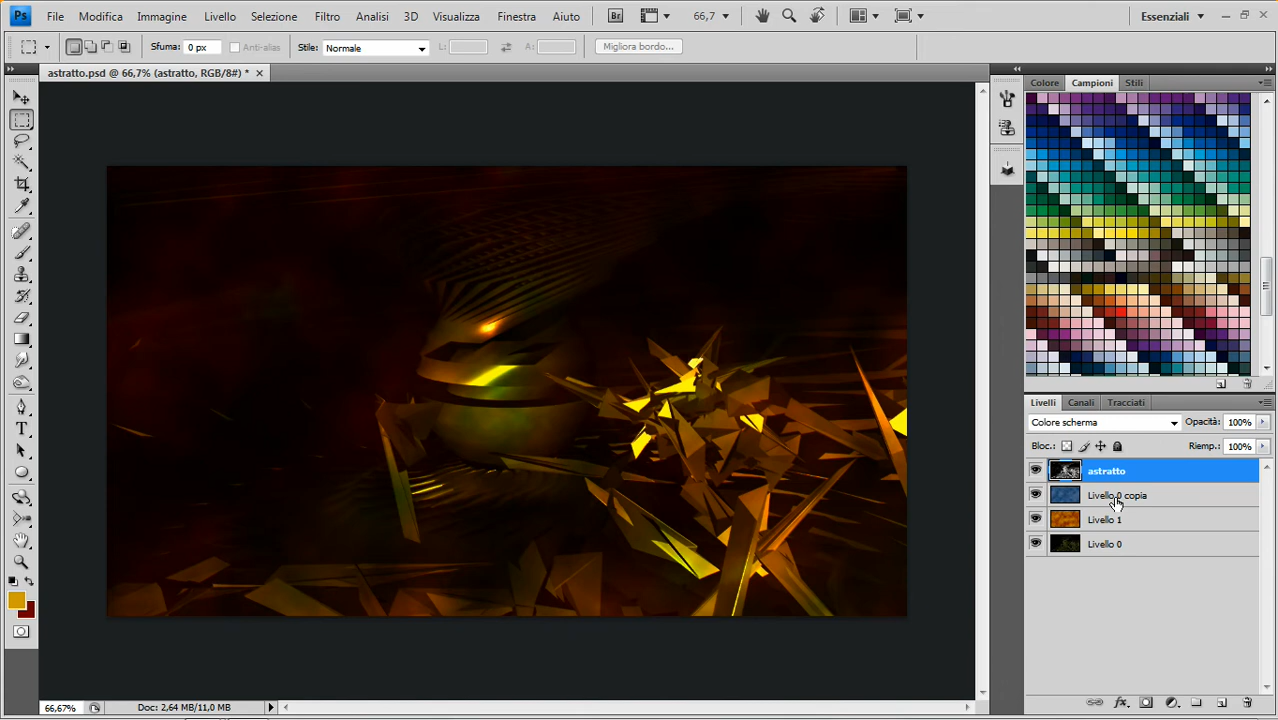 Ps File Modifica Immagine Livello Selezione Filtro Analisi 3D Visualizza Finestra Aiuto Br 66,7 Essenziali
Sfuma: 0 px Anti-alias Stile: Normale L: A: Migliora bordo...
astratto.psd @ 66,7% (astratto, RGB/8#) *
Colore Campioni Stili
Livelli Canali Tracciati
Colore scherma Opacità: 100%
Bloc.: Riemp.: 100%
astratto
Livello 0 copia
Livello 1
Livello 0
T
66,67% Doc: 2,64 MB/11,0 MB
fx